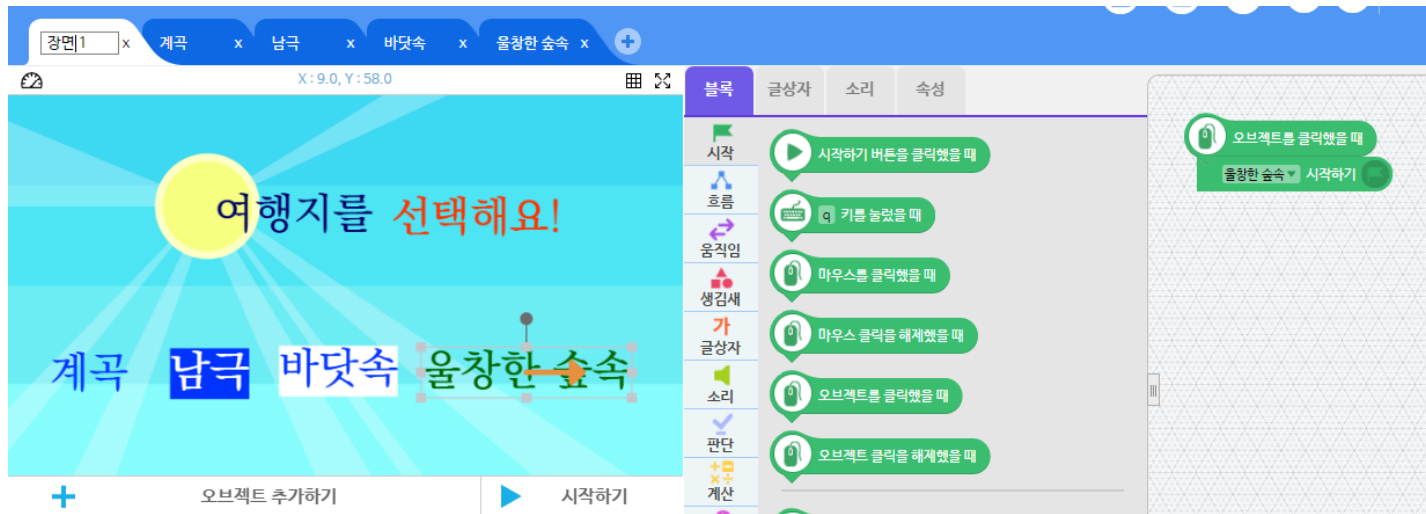 장면1 x 계곡 x 남극 x 바닷속 x 울창한 숲속 x
X : 9.0, Y : 58.0
블록 글상자 소리 속성
여행지를 선택해요!
계곡 남극 바닷속 울창한 숲속
오브젝트 추가하기 시작하기
시작
흐름
움직임
생김새
가
글상자
소리
판단
계산
시작하기 버튼을 클릭했을 때
q 키를 눌렀을 때
마우스를 클릭했을 때
마우스 클릭을 해제했을 때
오브젝트를 클릭했을 때
오브젝트 클릭을 해제했을 때
오브젝트를 클릭했을 때
울창한 숲속 시작하기